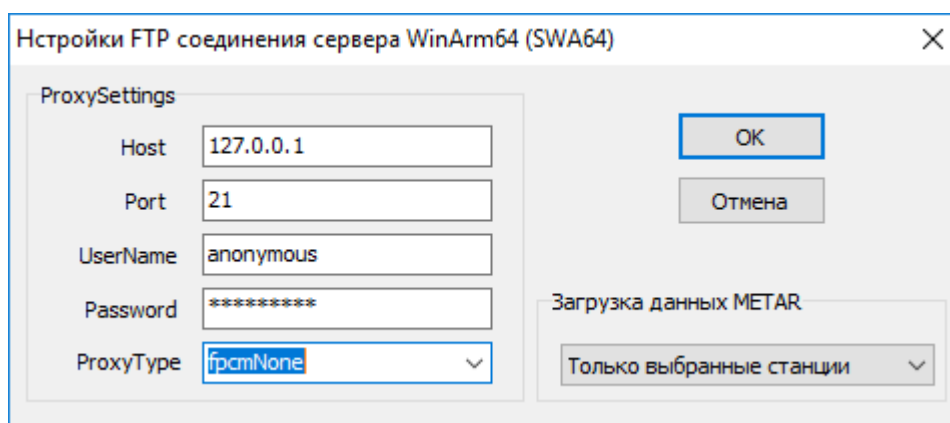 Нстройки FTP соединения сервера WinArm64 (SWA64)
ProxySettings
Host 127.0.0.1
Port 21
UserName anonymous
Password *********
ProxyType fpcmNone
OK
Отмена
Загрузка данных METAR
Только выбранные станции